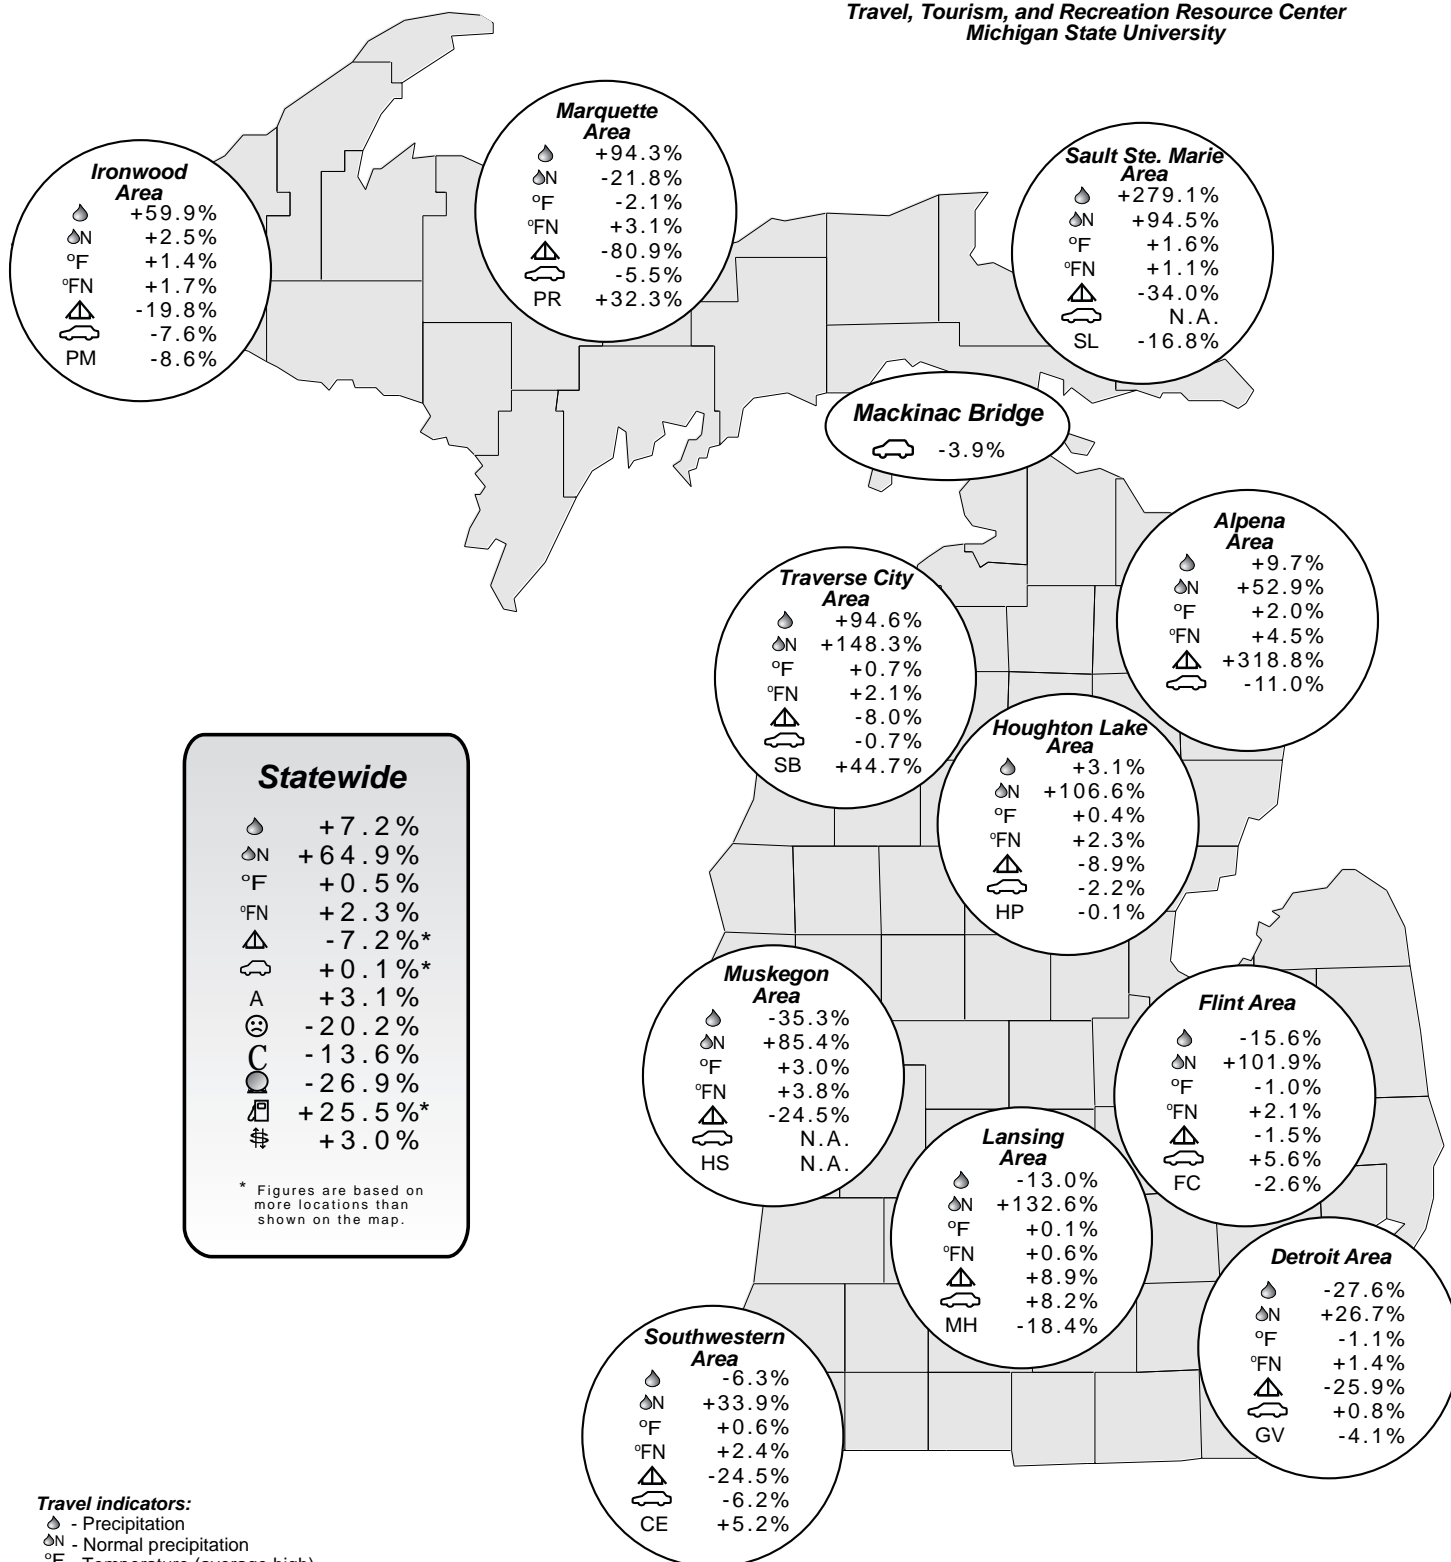 Travel, Tourism, and Recreation Resource Center
Michigan State University
Marquette
Area
+94.3%
N -21.8%
°F -2.1%
°FN +3.1%
-80.9%
-5.5%
PR +32.3%
Sault Ste. Marie
Area
+279.1%
N +94.5%
°F +1.6%
°FN +1.1%
-34.0%
N.A.
SL -16.8%
Ironwood
Area
+59.9%
N +2.5%
°F +1.4%
°FN +1.7%
-19.8%
-7.6%
PM -8.6%
Mackinac Bridge
-3.9%
Alpena
Area
+9.7%
N +52.9%
°F +2.0%
°FN +4.5%
+318.8%
-11.0%
Traverse City
Area
+94.6%
N +148.3%
°F +0.7%
°FN +2.1%
-8.0%
-0.7%
SB +44.7%
Houghton Lake
Area
+3.1%
N +106.6%
°F +0.4%
°FN +2.3%
-8.9%
-2.2%
HP -0.1%
Statewide
+7.2%
N +64.9%
°F +0.5%
°FN +2.3%
-7.2%*
+0.1%*
A +3.1%
-20.2%
C -13.6%
-26.9%
+25.5%*
+3.0%
* Figures are based on
more locations than
shown on the map.
Muskegon
Area
-35.3%
N +85.4%
°F +3.0%
°FN +3.8%
-24.5%
N.A.
HS N.A.
Flint Area
-15.6%
N +101.9%
°F -1.0%
°FN +2.1%
-1.5%
+5.6%
FC -2.6%
Lansing
Area
-13.0%
N +132.6%
°F +0.1%
°FN +0.6%
+8.9%
+8.2%
MH -18.4%
Detroit Area
-27.6%
N +26.7%
°F -1.1%
°FN +1.4%
-25.9%
+0.8%
GV -4.1%
Southwestern
Area
-6.3%
N +33.9%
°F +0.6%
°FN +2.4%
-24.5%
-6.2%
CE +5.2%
Travel indicators:
- Precipitation
N - Normal precipitation
°F - Temperature (average high)